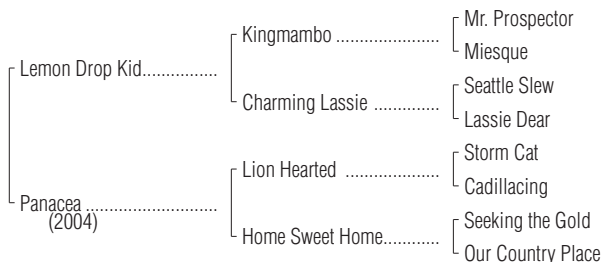 Mr. Prospector
Kingmambo ..................
Miesque
Lemon Drop Kid...............
Seattle Slew
Charming Lassie ..............
Lassie Dear
Storm Cat
Lion Hearted ....................
Cadillacing
Panacea ..........................
(2004)
Seeking the Gold
Home Sweet Home............
Our Country Place